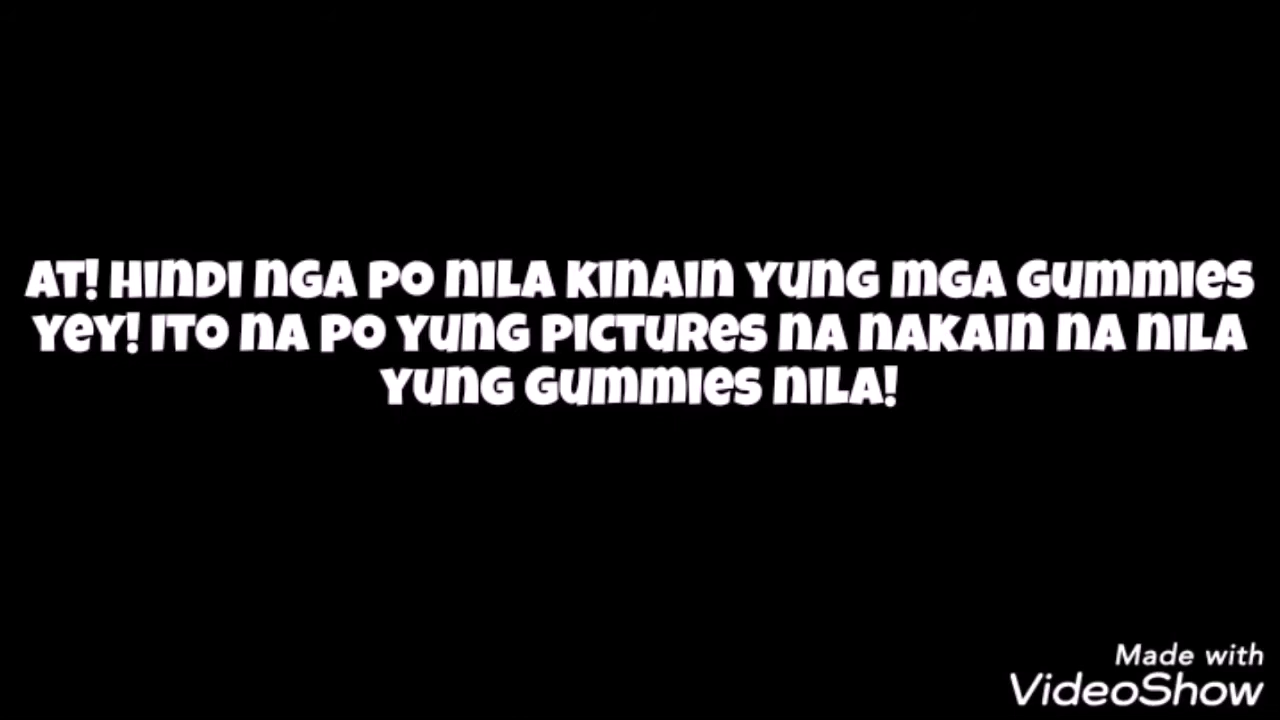 AT! HINDI NGA PO NILA KINAIN YUNG MGA GUMMIES
YEY! ITO NA PO YUNG PICTURES NA NAKAIN NA NILA
YUNG GUMMIES NILA!
Made with
VideoShow